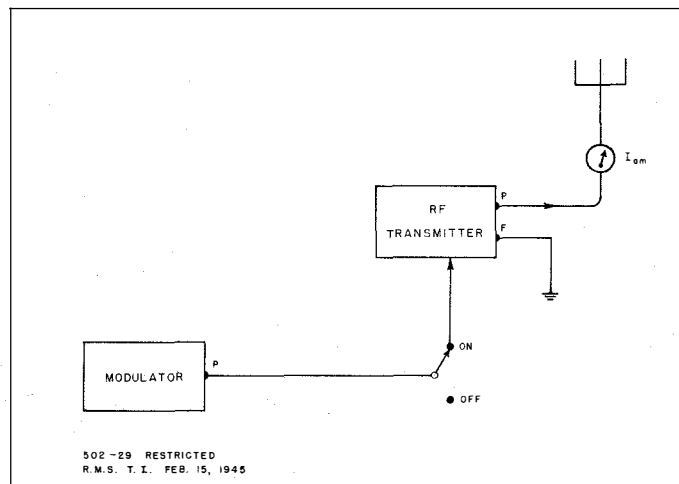 I am
P
RF
TRANSMITTER
F
ON
P
MODULATOR
OFF
502-29 RESTRICTED
R.M.S. T.I. FEB. 15, 1945